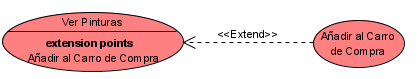 Ver Pinturas
extension points
Añadir al Carro de Compra
<<Extend>>
Añadir al Carro
de Compra